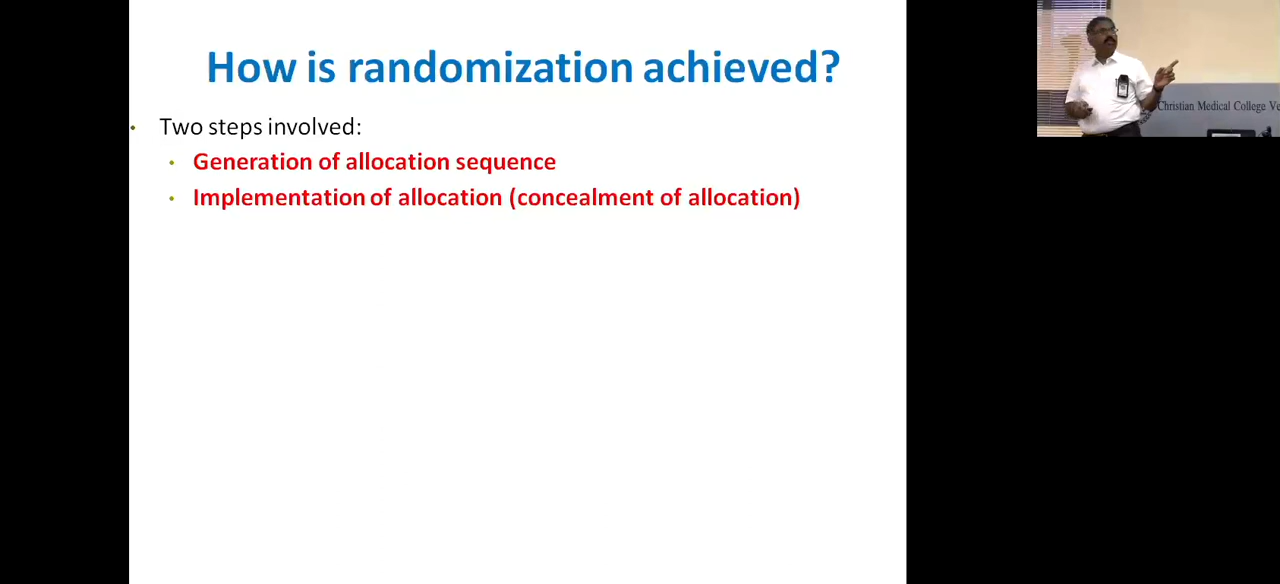 How is randomization achieved?
• Two steps involved:
• Generation of allocation sequence
• Implementation of allocation (concealment of allocation)
Christian Medical College Ve